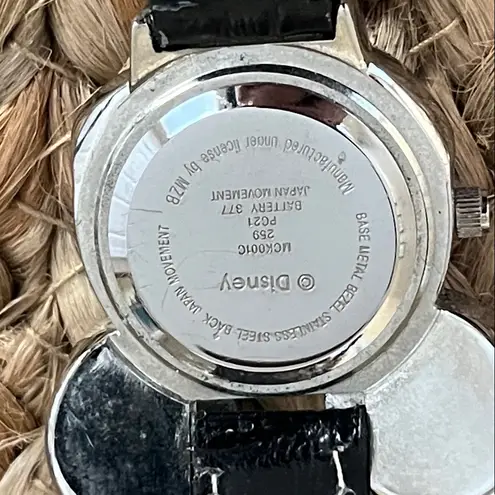 © Disney
MCK001C
259
PC21
BATTERY 377
JAPAN MOVEMENT
Manufactured under license by MZB
BASE METAL BEZEL STAINLESS STEEL BACK JAPAN MOVEMENT